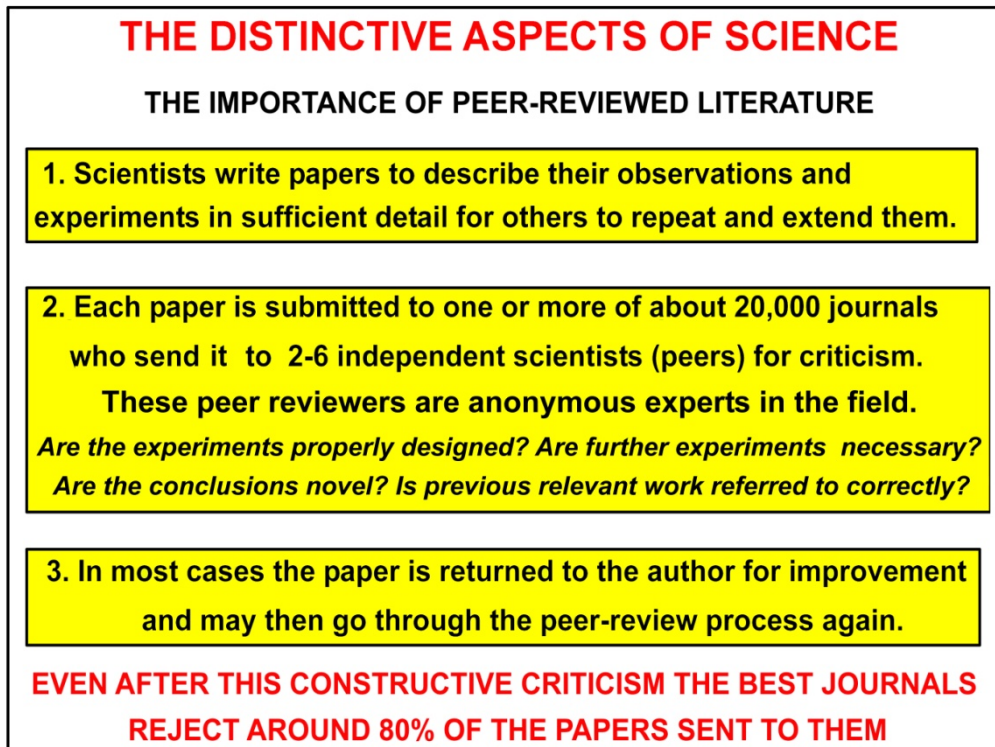 THE DISTINCTIVE ASPECTS OF SCIENCE
THE IMPORTANCE OF PEER-REVIEWED LITERATURE
1. Scientists write papers to describe their observations and
experiments in sufficient detail for others to repeat and extend them.
2. Each paper is submitted to one or more of about 20,000 journals
who send it to 2-6 independent scientists (peers) for criticism.
These peer reviewers are anonymous experts in the field.
Are the experiments properly designed? Are further experiments necessary?
Are the conclusions novel? Is previous relevant work referred to correctly?
3. In most cases the paper is returned to the author for improvement
and may then go through the peer-review process again.
EVEN AFTER THIS CONSTRUCTIVE CRITICISM THE BEST JOURNALS
REJECT AROUND 80% OF THE PAPERS SENT TO THEM